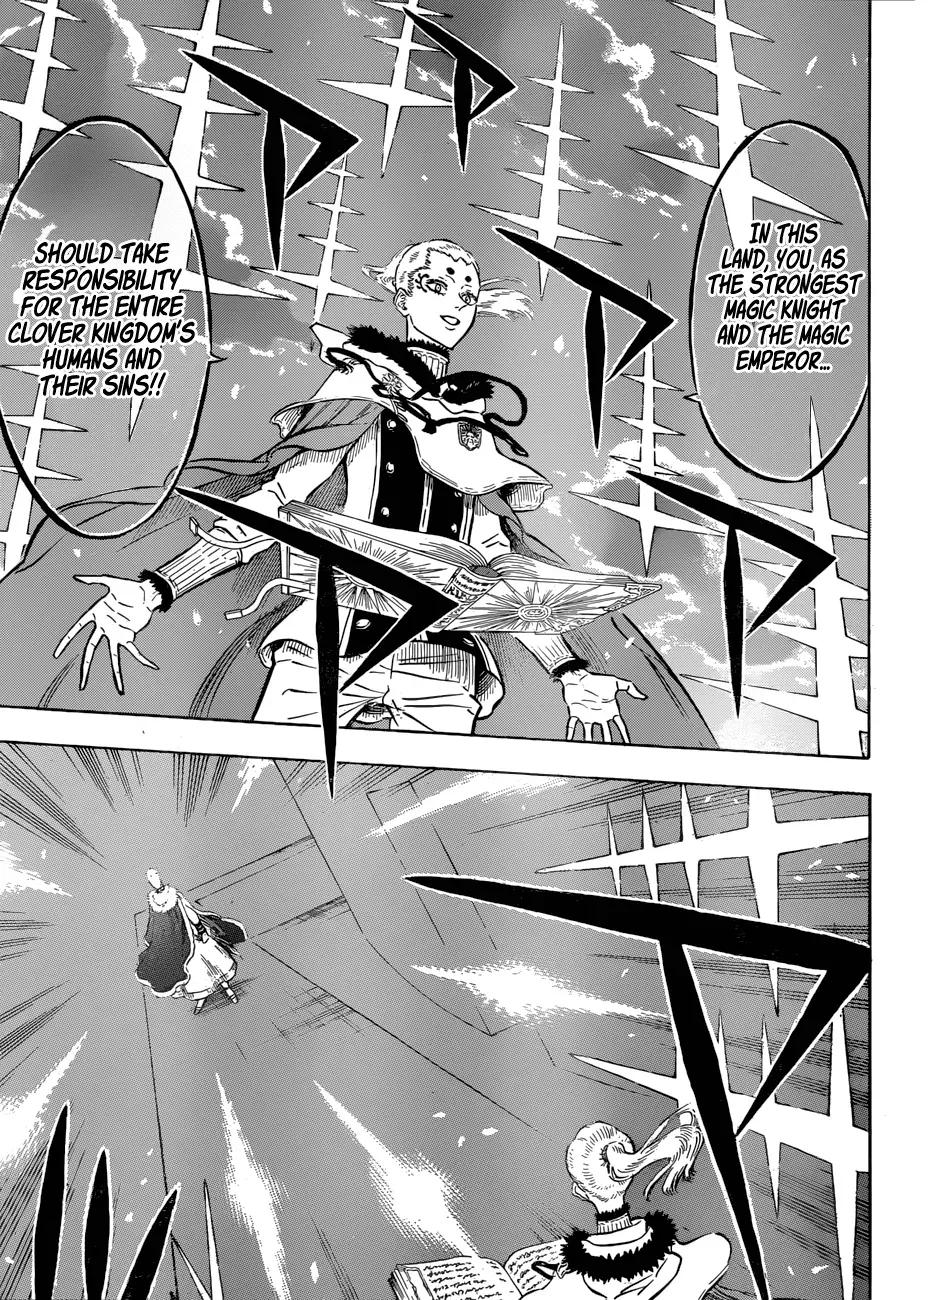 IN THIS
LAND, YOU, AS
THE STRONGEST
MAGIC KNIGHT
AND THE MAGIC
EMPEROR...
SHOULD TAKE
RESPONSIBILITY
FOR THE ENTIRE
CLOVER KINGDOM'S
HUMANS AND
THEIR SINS!!